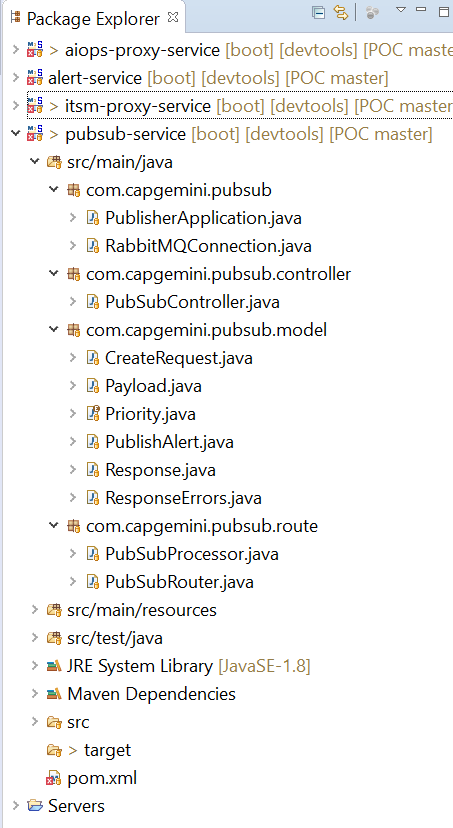 Package Explorer
> aiops-proxy-service [boot] [devtools] [POC master]
alert-service [boot] [devtools] [POC master]
> itsm-proxy-service [boot] [devtools] [POC master
> pubsub-service [boot] [devtools] [POC master]
src/main/java
com.capgemini.pubsub
PublisherApplication.java
RabbitMQConnection.java
com.capgemini.pubsub.controller
PubSubController.java
com.capgemini.pubsub.model
CreateRequest.java
Payload.java
Priority.java
PublishAlert.java
Response.java
ResponseErrors.java
com.capgemini.pubsub.route
PubSubProcessor.java
PubSubRouter.java
src/main/resources
src/test/java
JRE System Library [JavaSE-1.8]
Maven Dependencies
src
> target
pom.xml
Servers